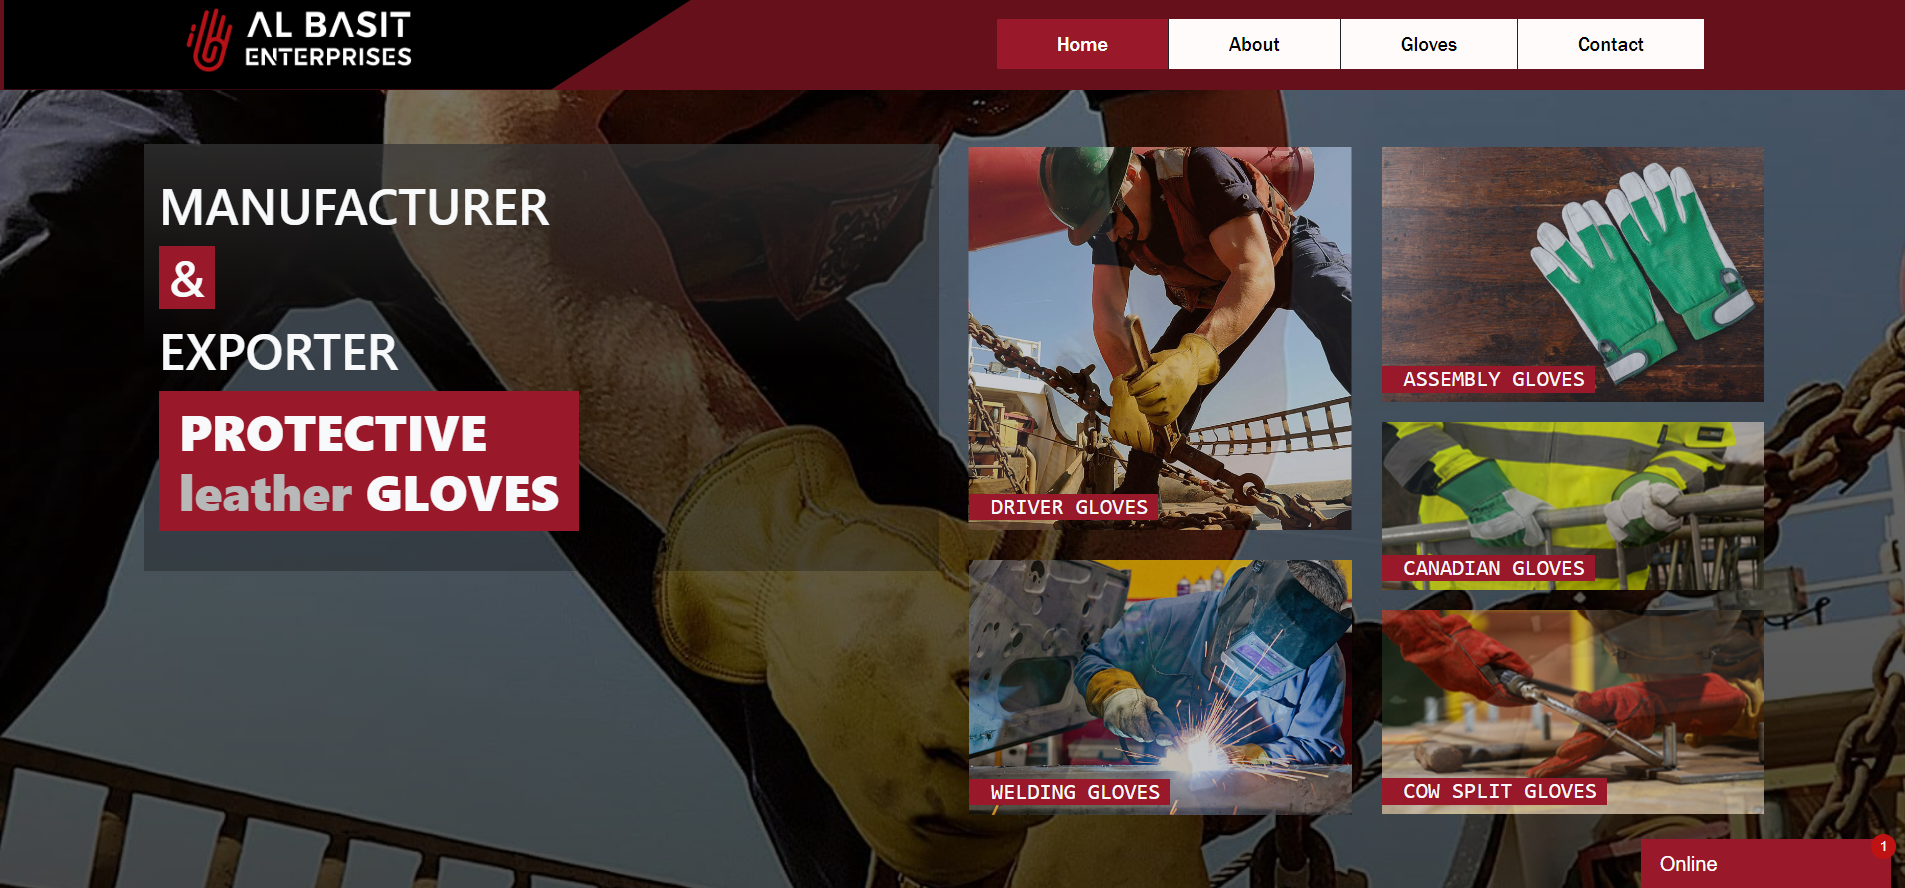 AL BASIT
ENTERPRISES
Home
About
Gloves
Contact
MANUFACTURER
&
EXPORTER
PROTECTIVE
leather GLOVES
DRIVER GLOVES
ASSEMBLY GLOVES
CANADIAN GLOVES
WELDING GLOVES
COW SPLIT GLOVES
Online
1